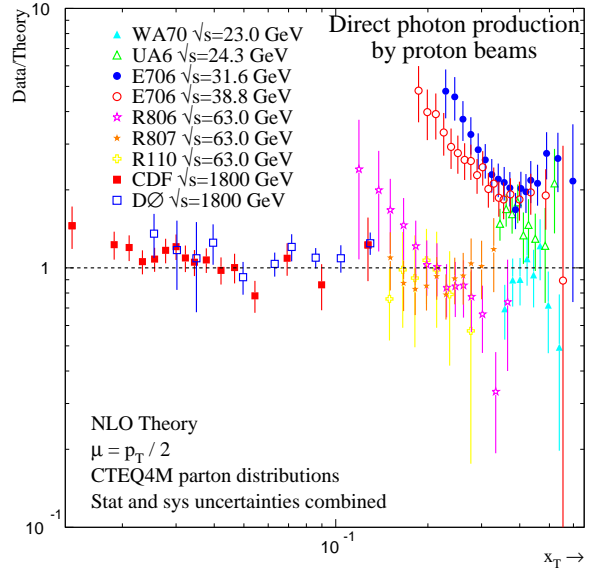 Direct photon production
by proton beams
Data/Theory
10
1
10 -1
WA70 √s=23.0 GeV
UA6 √s=24.3 GeV
E706 √s=31.6 GeV
E706 √s=38.8 GeV
R806 √s=63.0 GeV
R807 √s=63.0 GeV
R110 √s=63.0 GeV
CDF √s=1800 GeV
DØ √s=1800 GeV
NLO Theory
μ = p_T / 2
CTEQ4M parton distributions
Stat and sys uncertainties combined
10 -1
x_T →